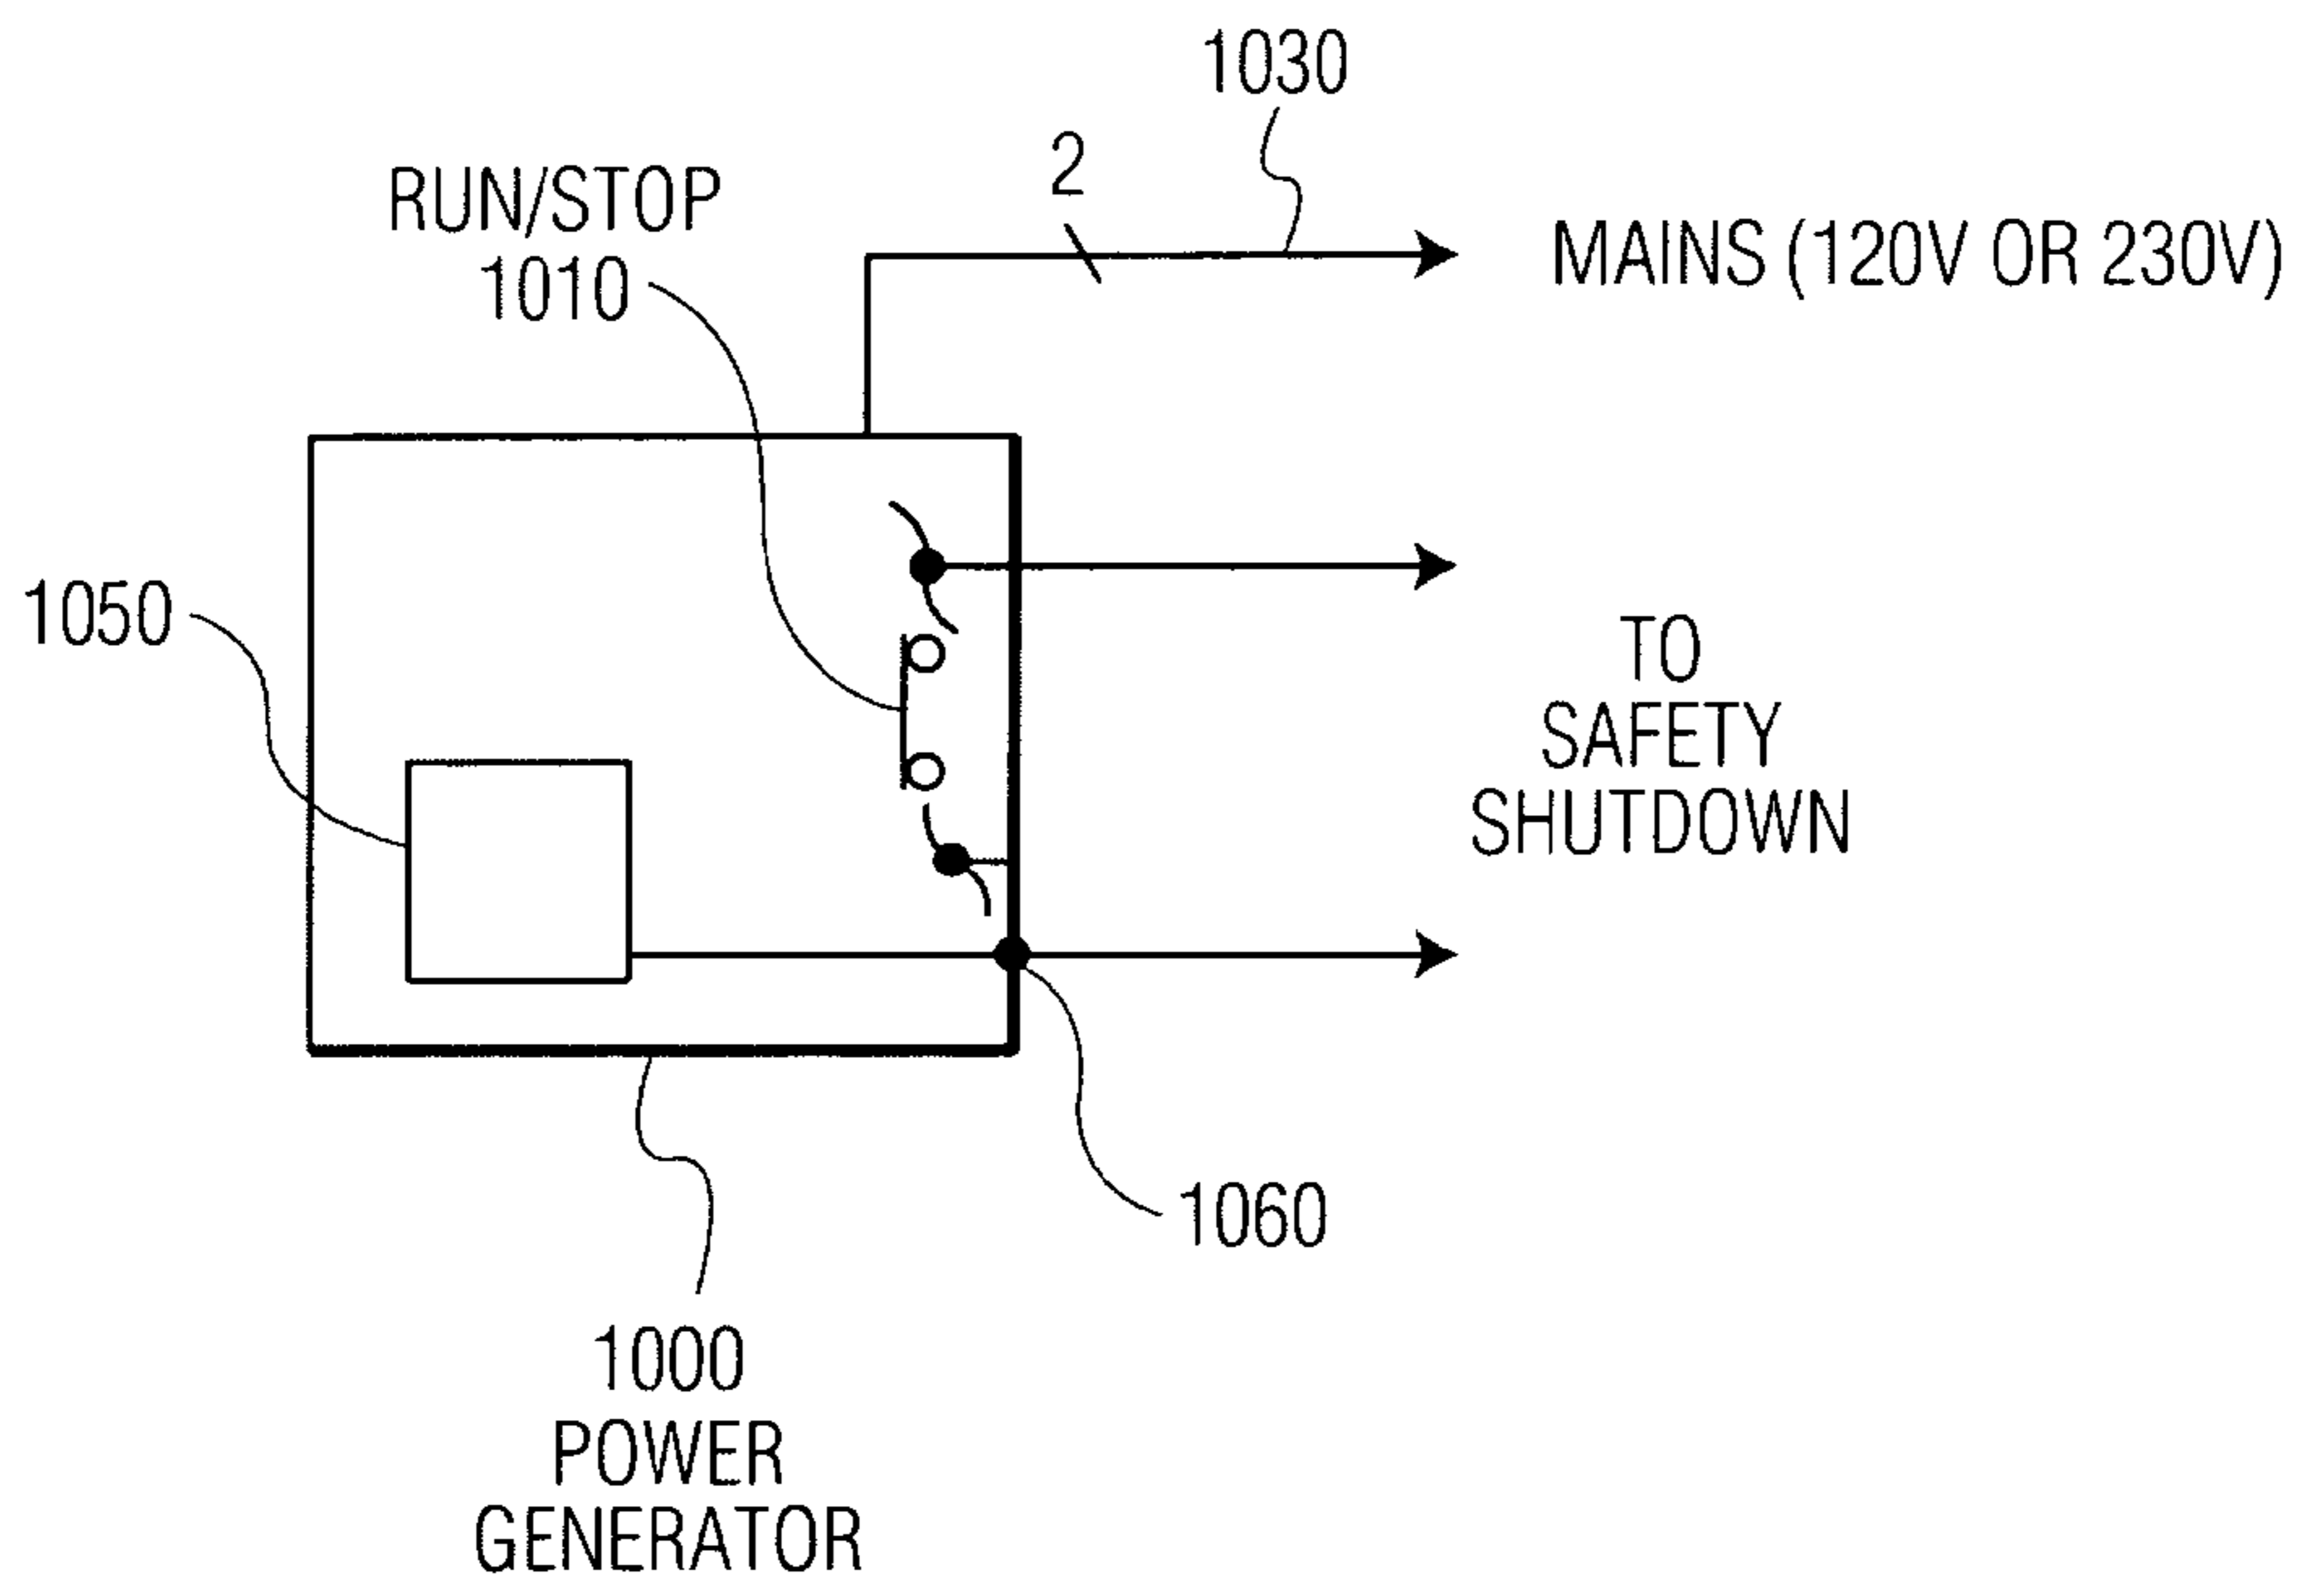 1030
2
RUN/STOP
1010
MAINS (120V OR 230V)
1050
TO
SAFETY
SHUTDOWN
1060
1000
POWER
GENERATOR